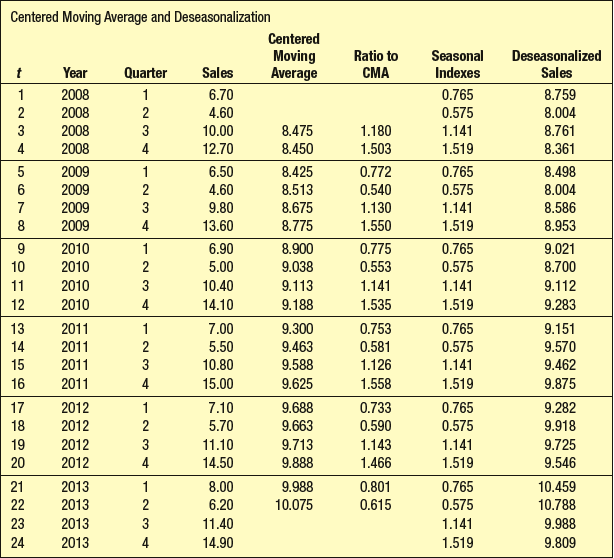 Centered Moving Average and Deseasonalization
Centered
Moving Ratio to Seasonal Deseasonalized
t Year Quarter Sales Average CMA Indexes Sales
1 2008 1 6.70 0.765 8.759
2 2008 2 4.60 0.575 8.004
3 2008 3 10.00 8.475 1.180 1.141 8.761
4 2008 4 12.70 8.450 1.503 1.519 8.361
5 2009 1 6.50 8.425 0.772 0.765 8.498
6 2009 2 4.60 8.513 0.540 0.575 8.004
7 2009 3 9.80 8.675 1.130 1.141 8.586
8 2009 4 13.60 8.775 1.550 1.519 8.953
9 2010 1 6.90 8.900 0.775 0.765 9.021
10 2010 2 5.00 9.038 0.553 0.575 8.700
11 2010 3 10.40 9.113 1.141 1.141 9.112
12 2010 4 14.10 9.188 1.535 1.519 9.283
13 2011 1 7.00 9.300 0.753 0.765 9.151
14 2011 2 5.50 9.463 0.581 0.575 9.570
15 2011 3 10.80 9.588 1.126 1.141 9.462
16 2011 4 15.00 9.625 1.558 1.519 9.875
17 2012 1 7.10 9.688 0.733 0.765 9.282
18 2012 2 5.70 9.663 0.590 0.575 9.918
19 2012 3 11.10 9.713 1.143 1.141 9.725
20 2012 4 14.50 9.888 1.466 1.519 9.546
21 2013 1 8.00 9.988 0.801 0.765 10.459
22 2013 2 6.20 10.075 0.615 0.575 10.788
23 2013 3 11.40 1.141 9.988
24 2013 4 14.90 1.519 9.809